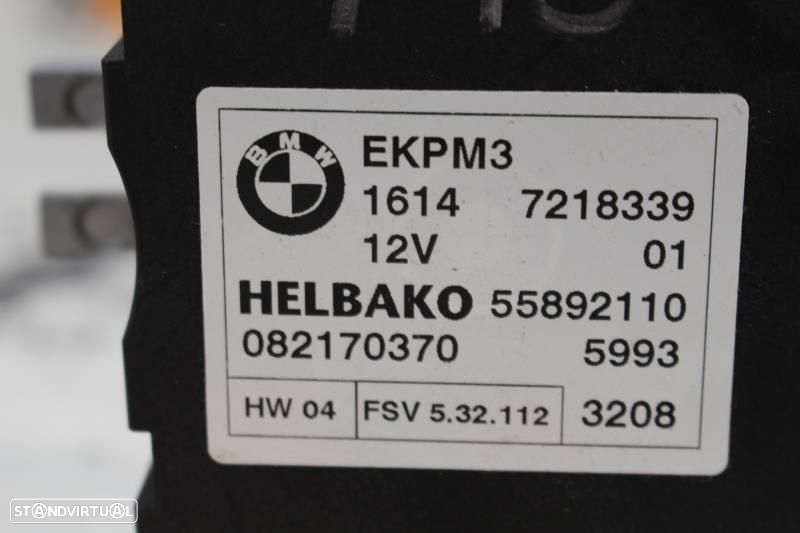 BMW
EKPM3
1614 7218339
12V 01
HELBAKO 55892110
082170370 5993
HW 04 FSV 5.32.112 3208
STANDVIRTUAL